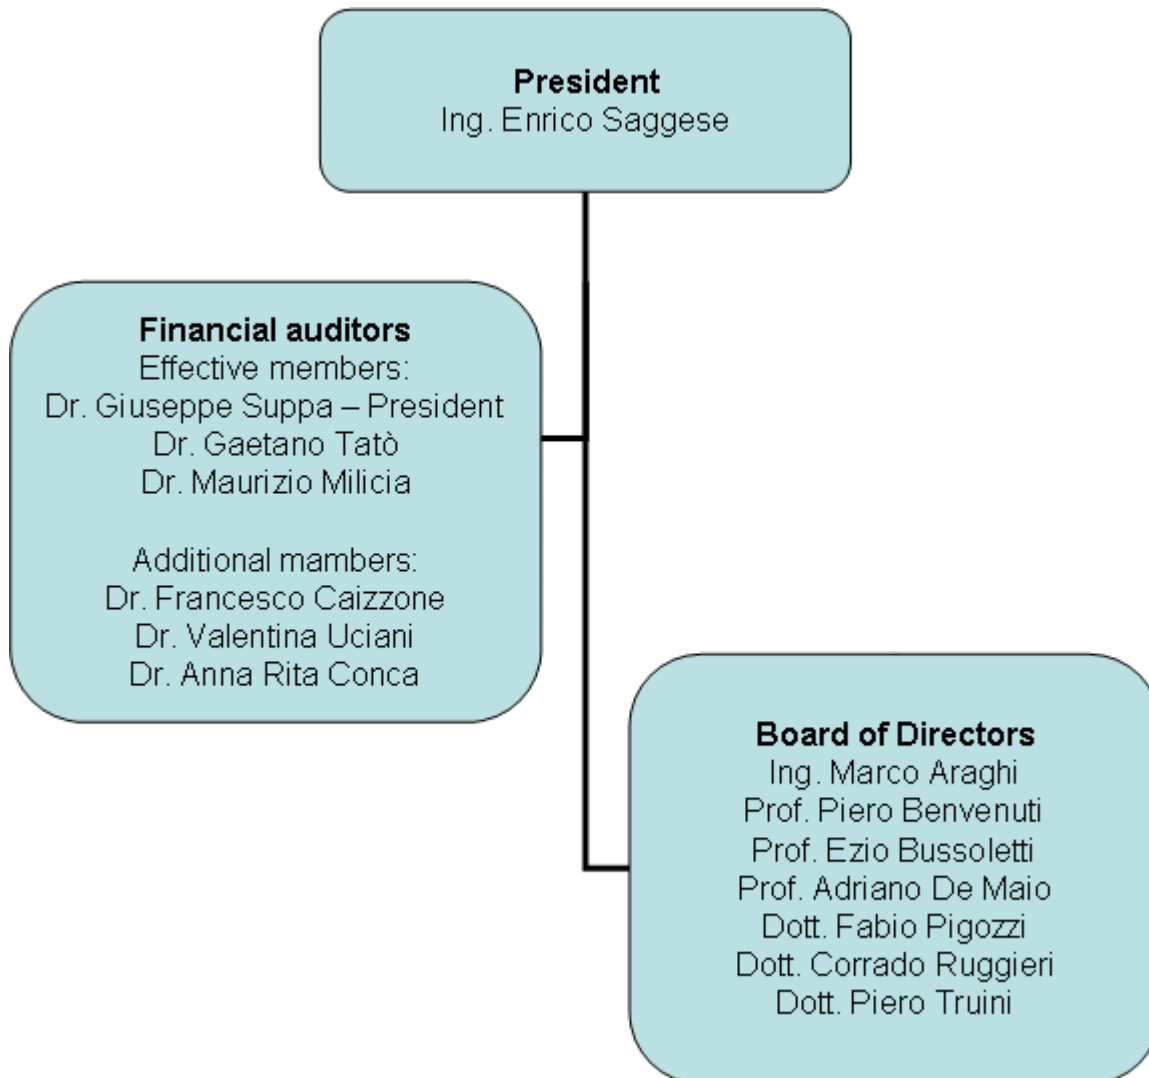 President
Ing. Enrico Saggese
Financial auditors
Effective members:
Dr. Giuseppe Suppa – President
Dr. Gaetano Tatò
Dr. Maurizio Milicia
Additional mambers:
Dr. Francesco Caizzone
Dr. Valentina Uciani
Dr. Anna Rita Conca
Board of Directors
Ing. Marco Araghi
Prof. Piero Benvenuti
Prof. Ezio Bussoletti
Prof. Adriano De Maio
Dott. Fabio Pigozzi
Dott. Corrado Ruggieri
Dott. Piero Truini